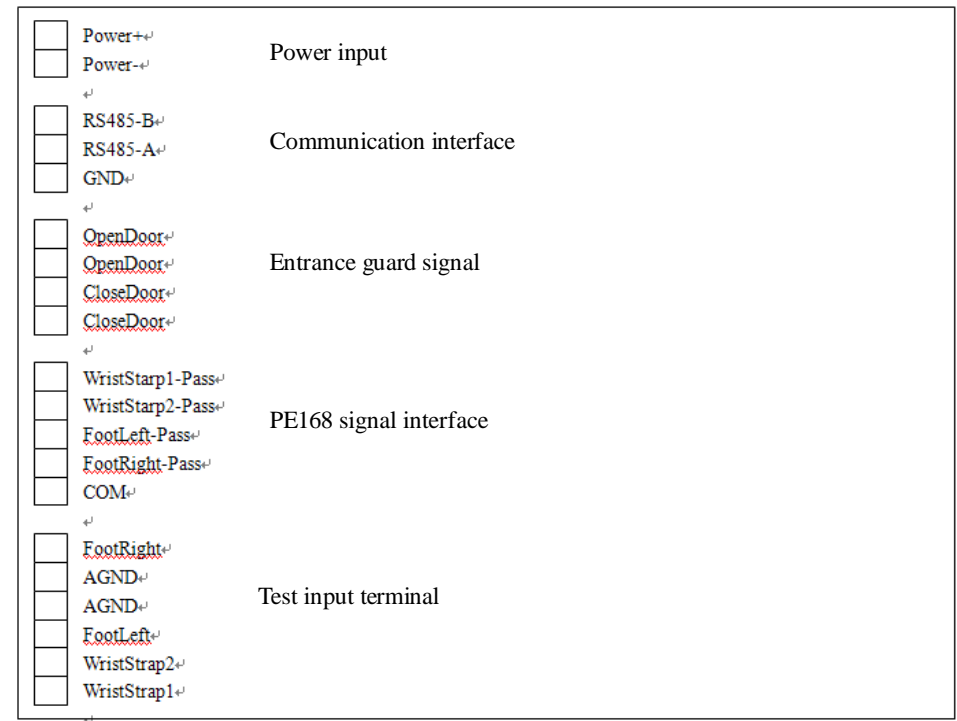 Power+
Power-
Power input
RS485-B
RS485-A
GND
Communication interface
OpenDoor
OpenDoor
CloseDoor
CloseDoor
Entrance guard signal
WristStarp1-Pass
WristStarp2-Pass
FootLeft-Pass
FootRight-Pass
COM
PE168 signal interface
FootRight
AGND
AGND
FootLeft
WristStrap2
WristStrap1
Test input terminal